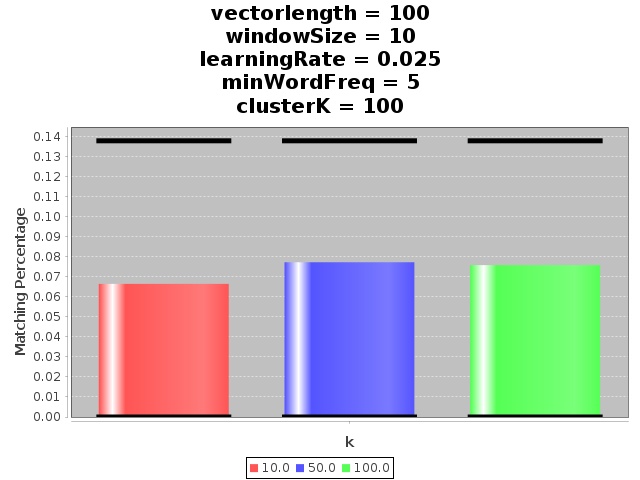 vectorlength = 100
windowSize = 10
learningRate = 0.025
minWordFreq = 5
clusterK = 100
Matching Percentage
0.14
0.13
0.12
0.11
0.10
0.09
0.08
0.07
0.06
0.05
0.04
0.03
0.02
0.01
0.00
k
10.0 50.0 100.0